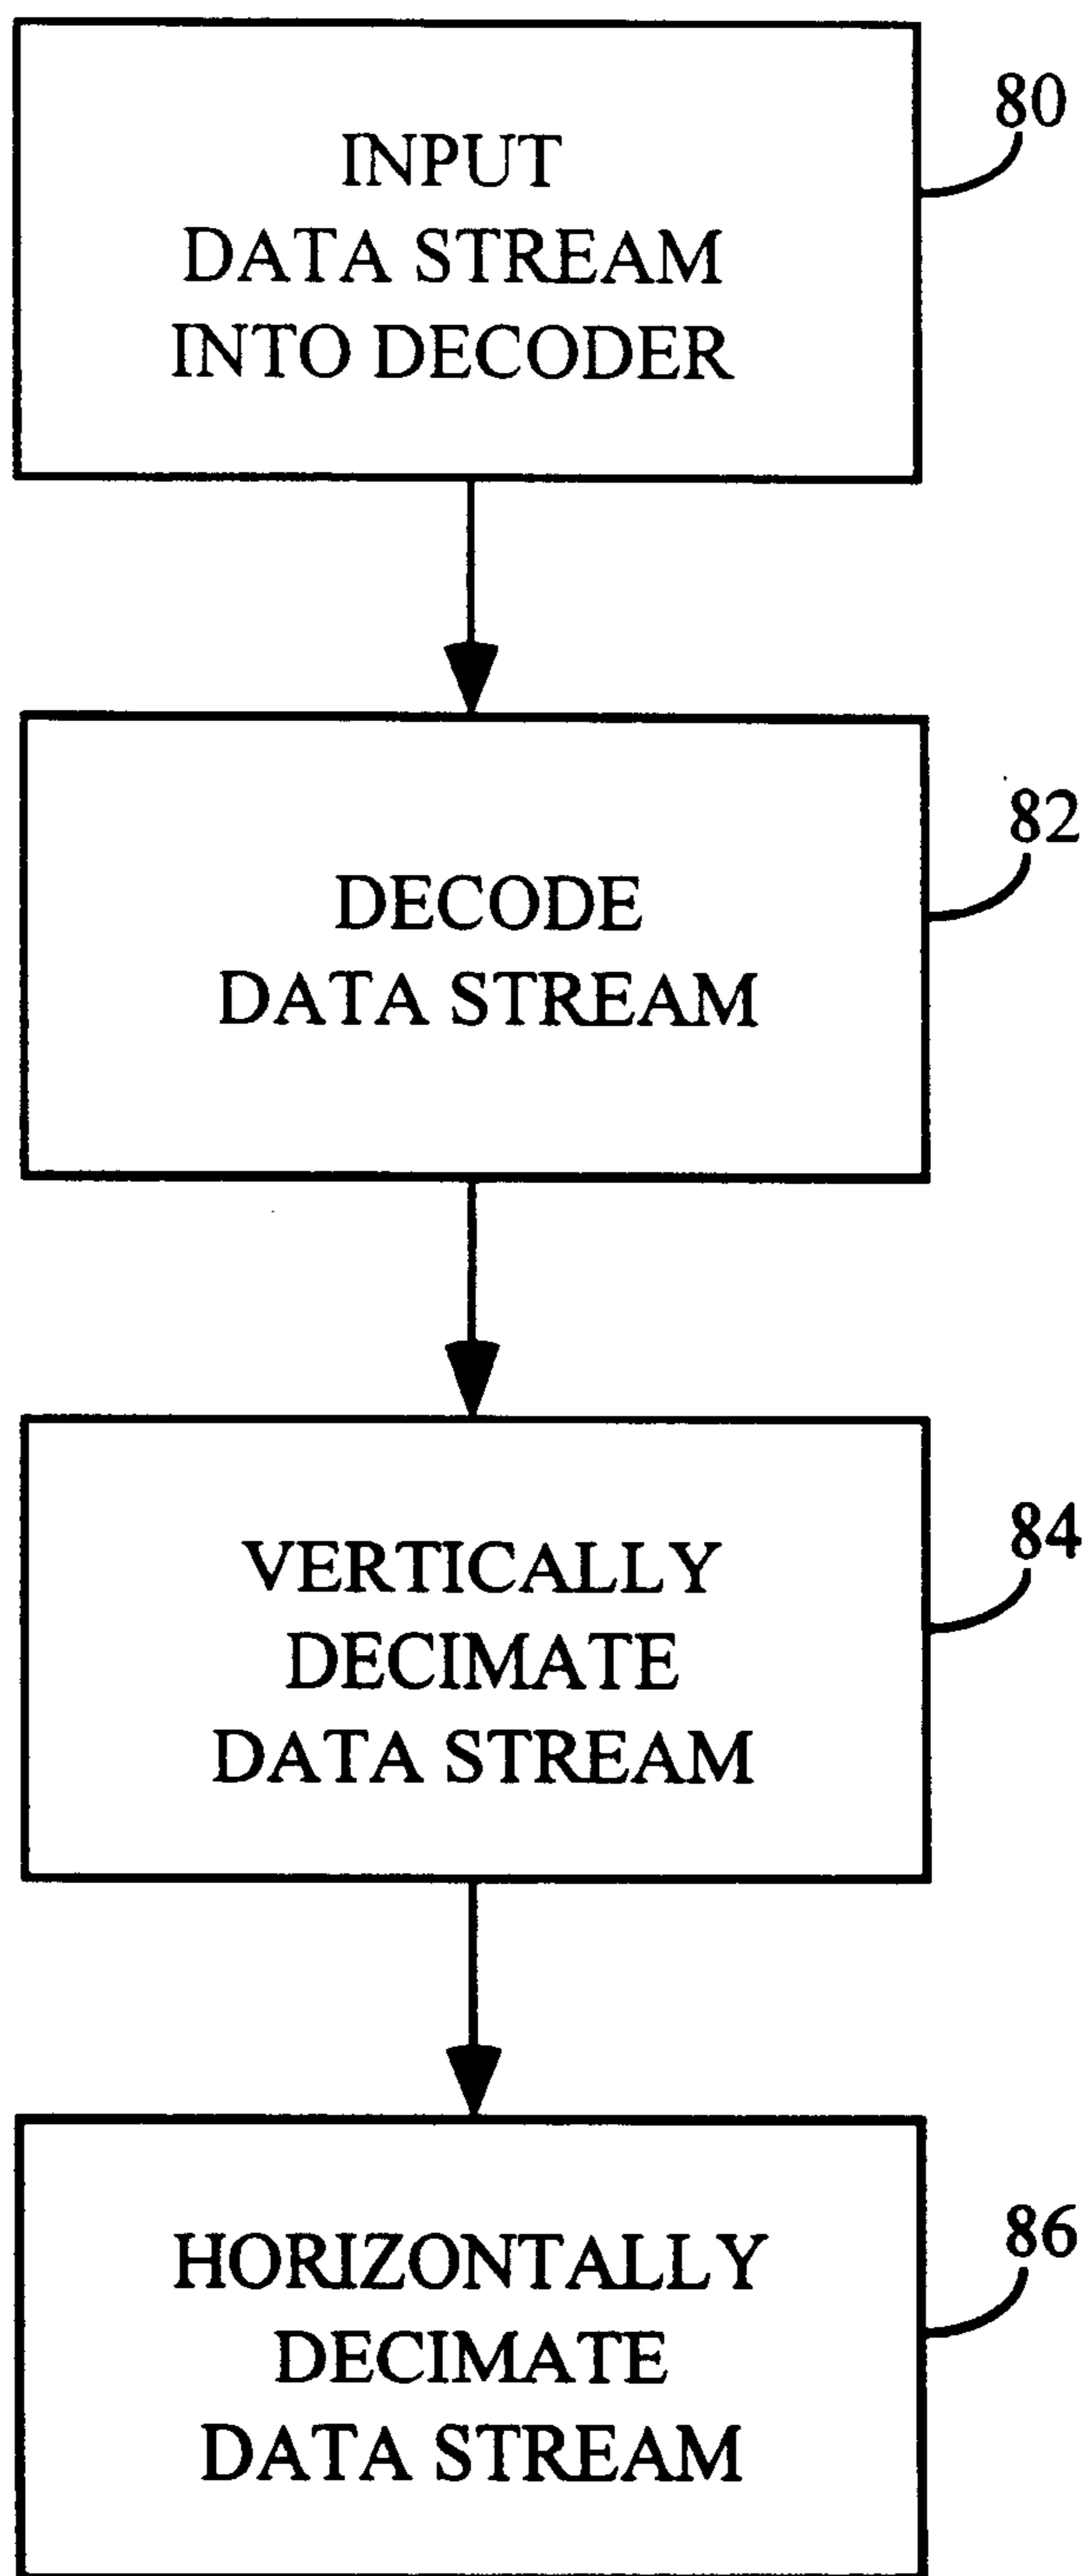 INPUT
DATA STREAM
INTO DECODER
80
DECODE
DATA STREAM
82
VERTICALLY
DECIMATE
DATA STREAM
84
HORIZONTALLY
DECIMATE
DATA STREAM
86